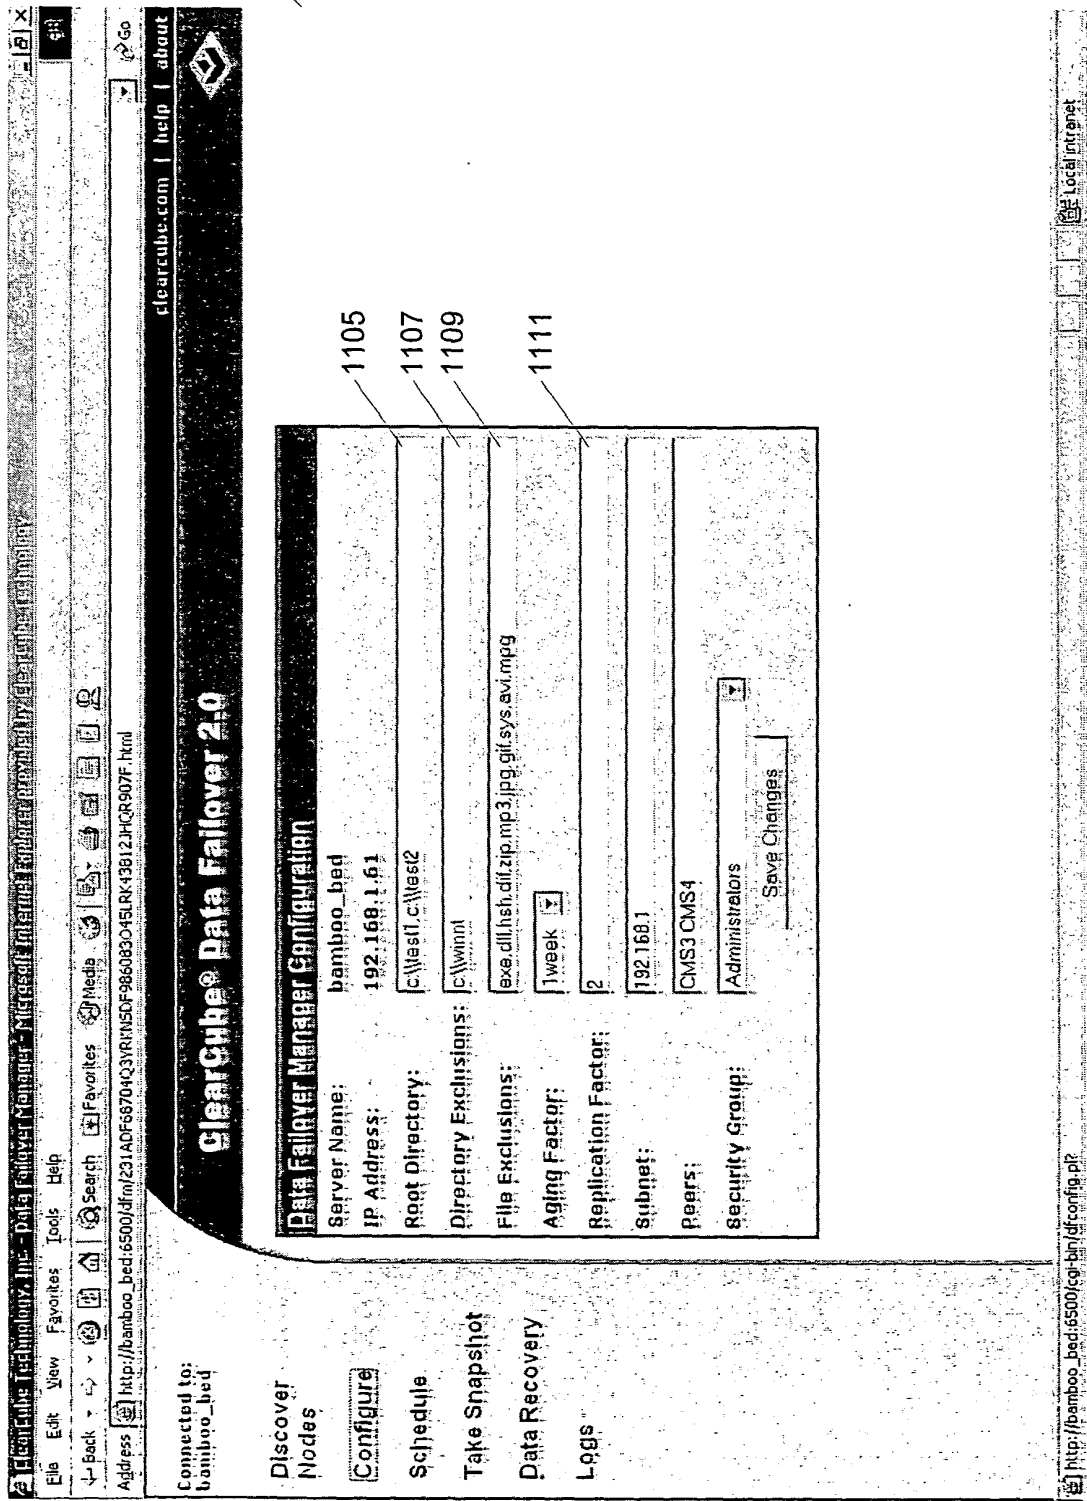 ClearCube Technology, Inc. - Data Failover Manager - Microsoft Internet Explorer provided by ClearCube Technology
File Edit View Favorites Tools Help
Back Search Favorites Media
Address http://bamboo_bed:6500/dfm/ Go
clearcube.com | help | about
Connected to:
bamboo_bed
ClearCube® Data Failover 2.0
Discover
Nodes
Configure
Schedule
Take Snapshot
Data Recovery
Logs
Data Failover Manager Configuration
Server Name: bamboo_bed
IP Address: 192.168.1.61
Root Directory: c:\\test1,c:\\test2 1105
Directory Exclusions: c:\\winnt 1107
File Exclusions: exe,dll,hsh,dif,zip,mp3,jpg,gif,sys,avi,mpg 1109
Aging Factor: 1 week
Replication Factor: 2 1111
Subnet: 192.168.1
Peers: CMS3 CMS4
Security Group: Administrators
Save Changes
http://bamboo_bed:6500/cgi-bin/dfconfig.pl? Local intranet